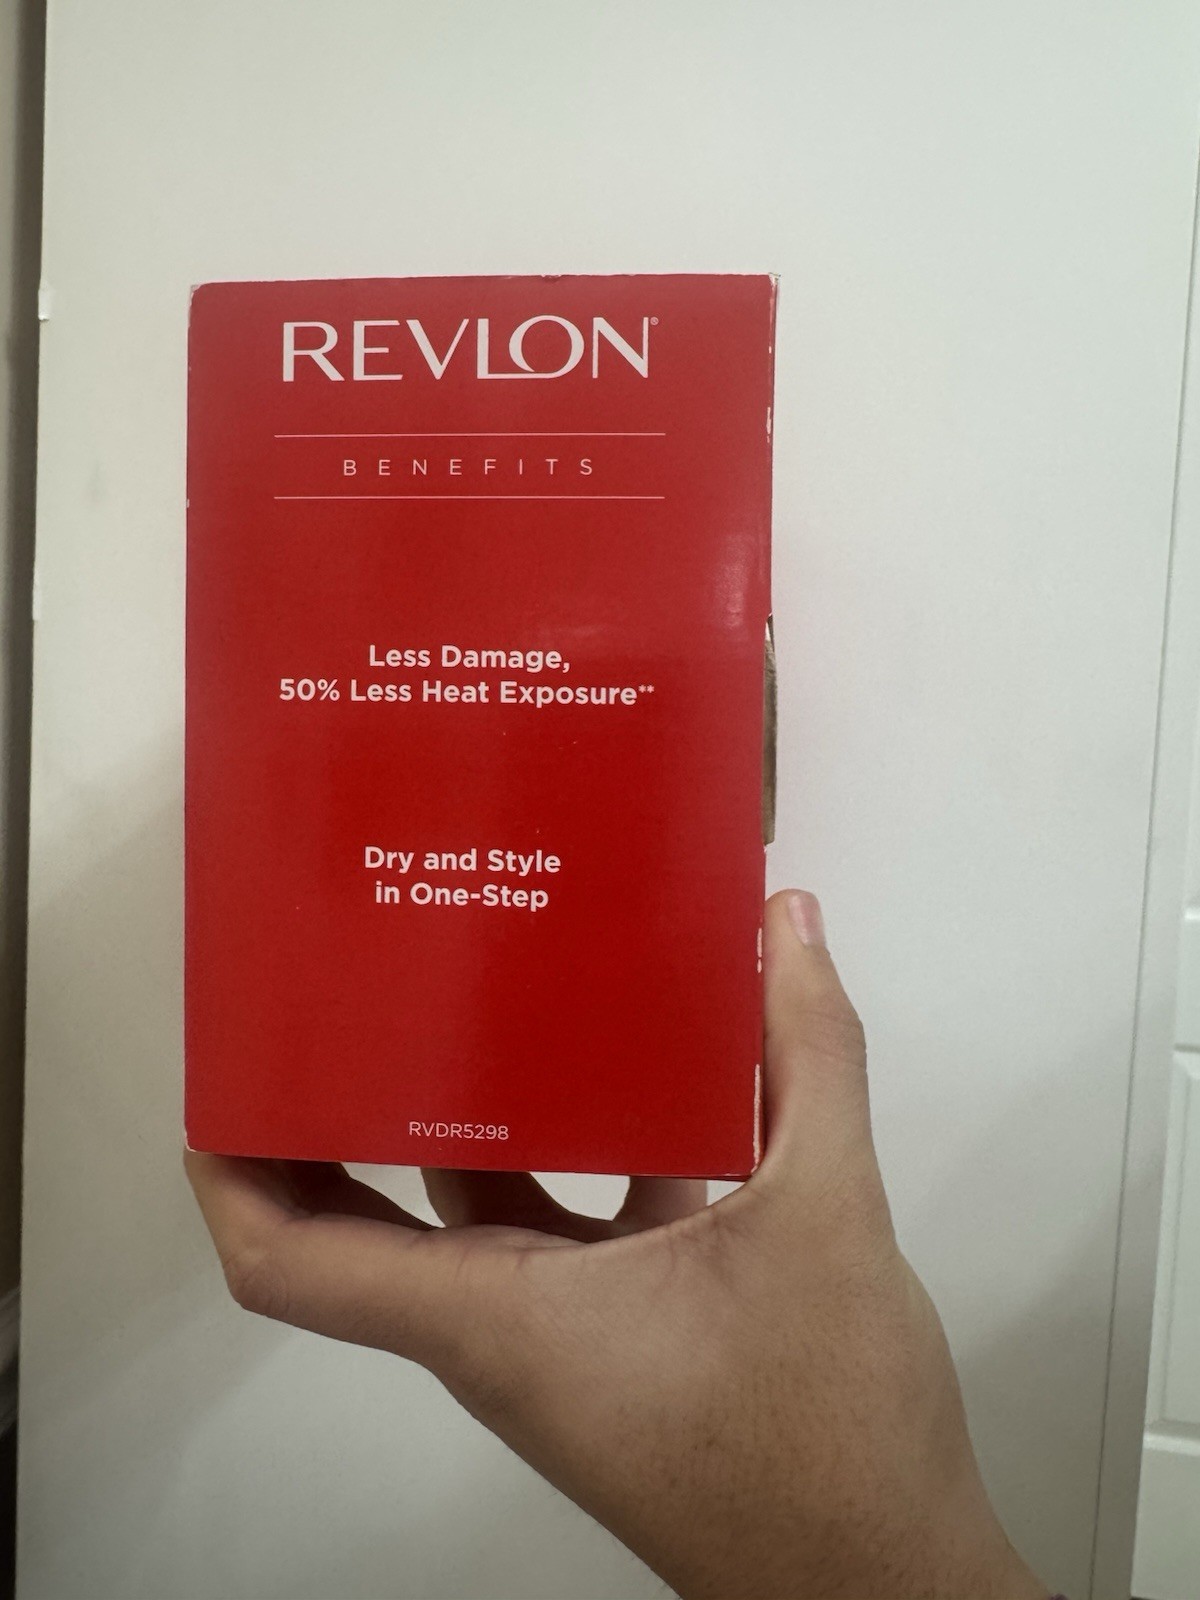 REVLON®
BENEFITS
Less Damage,
50% Less Heat Exposure**
Dry and Style
in One-Step
RVDR5298